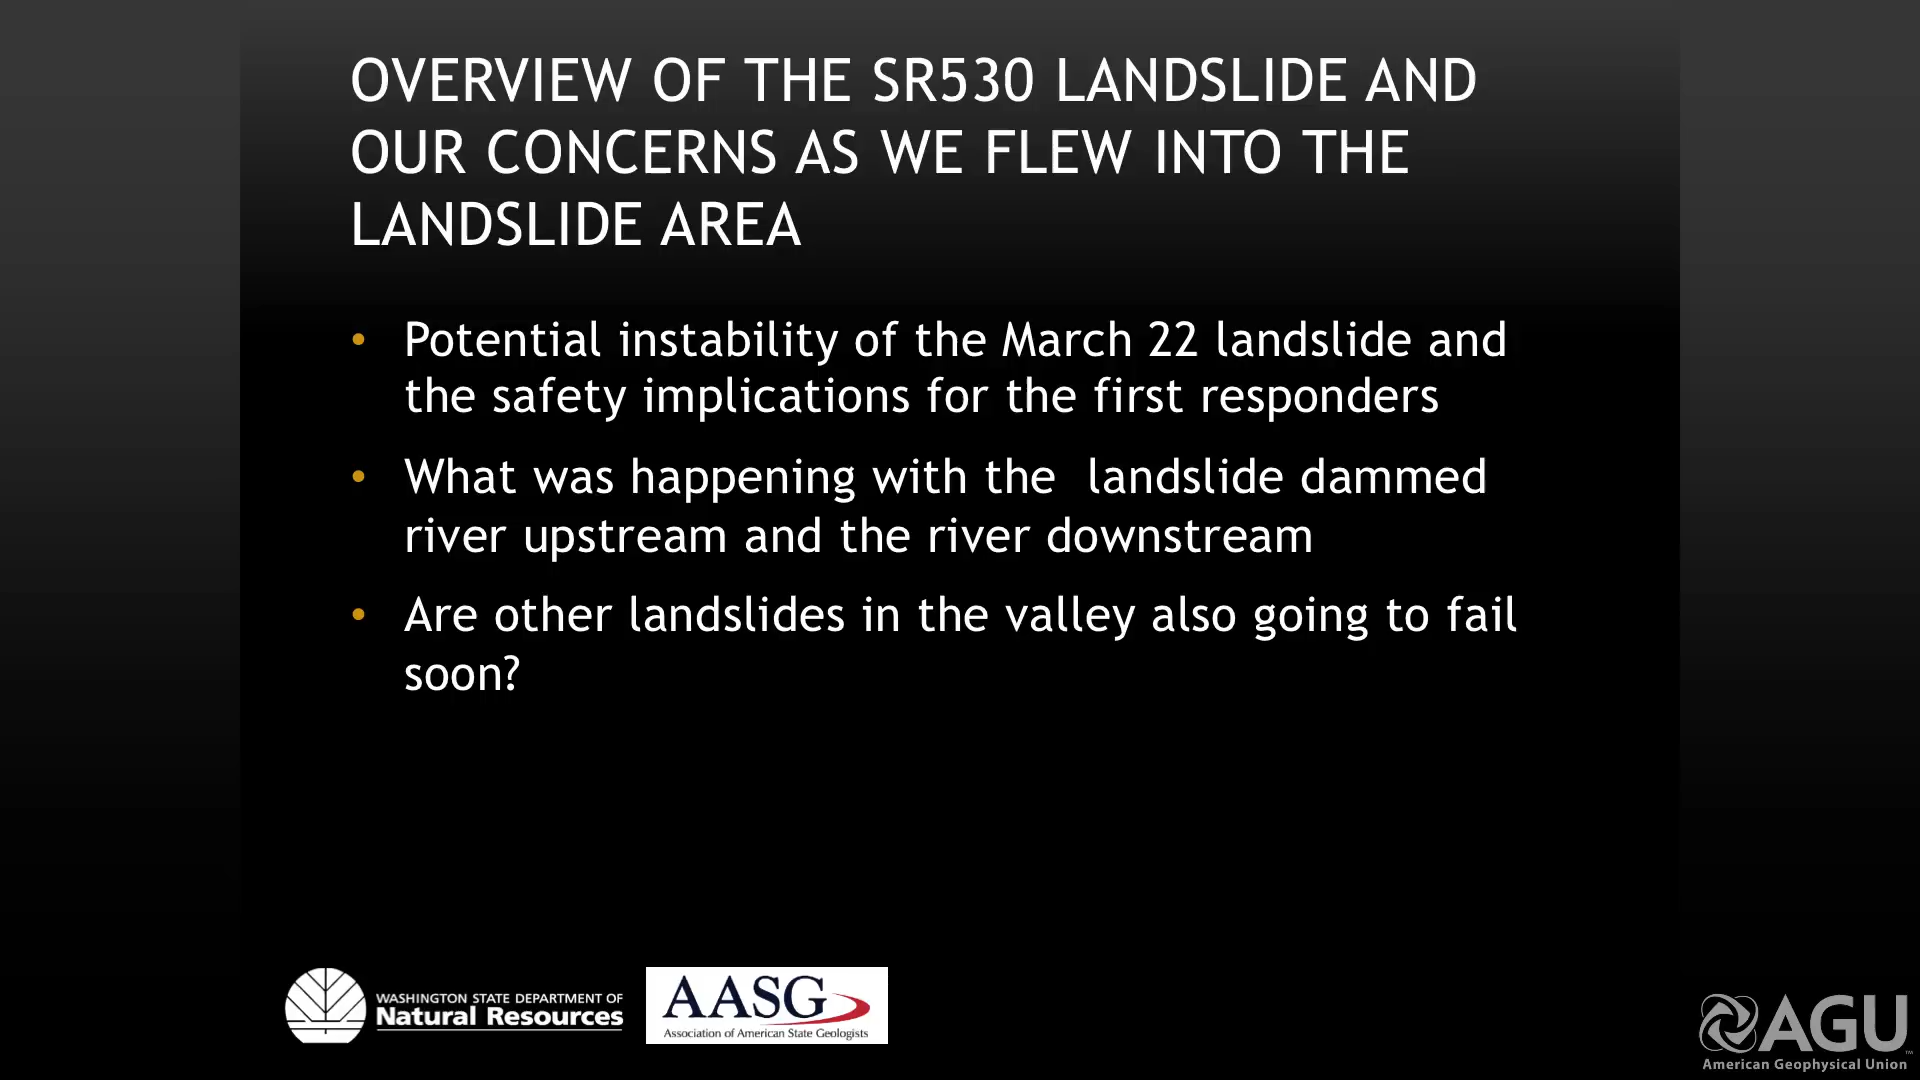 OVERVIEW OF THE SR530 LANDSLIDE AND
OUR CONCERNS AS WE FLEW INTO THE
LANDSLIDE AREA
• Potential instability of the March 22 landslide and
the safety implications for the first responders
• What was happening with the  landslide dammed
river upstream and the river downstream
• Are other landslides in the valley also going to fail
soon?
WASHINGTON STATE DEPARTMENT OF
Natural Resources
AASG
Association of American State Geologists
AGU™
American Geophysical Union